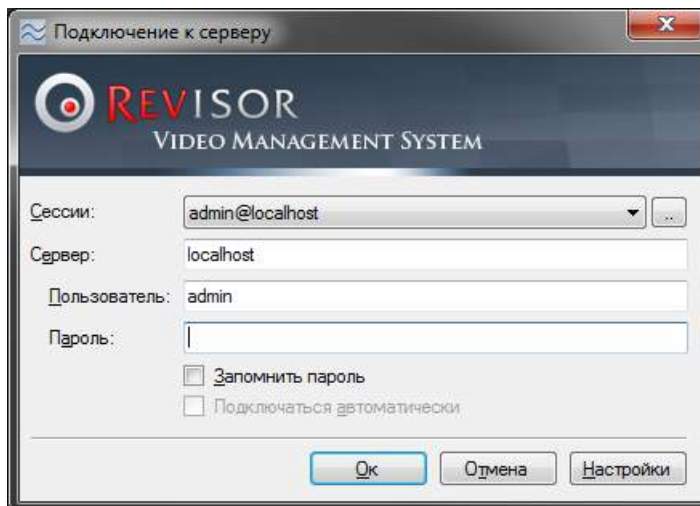 Подключение к серверу
REVISOR
VIDEO MANAGEMENT SYSTEM
Сессии: admin@localhost ..
Сервер: localhost
Пользователь: admin
Пароль:
Запомнить пароль
Подключаться автоматически
Ок Отмена Настройки